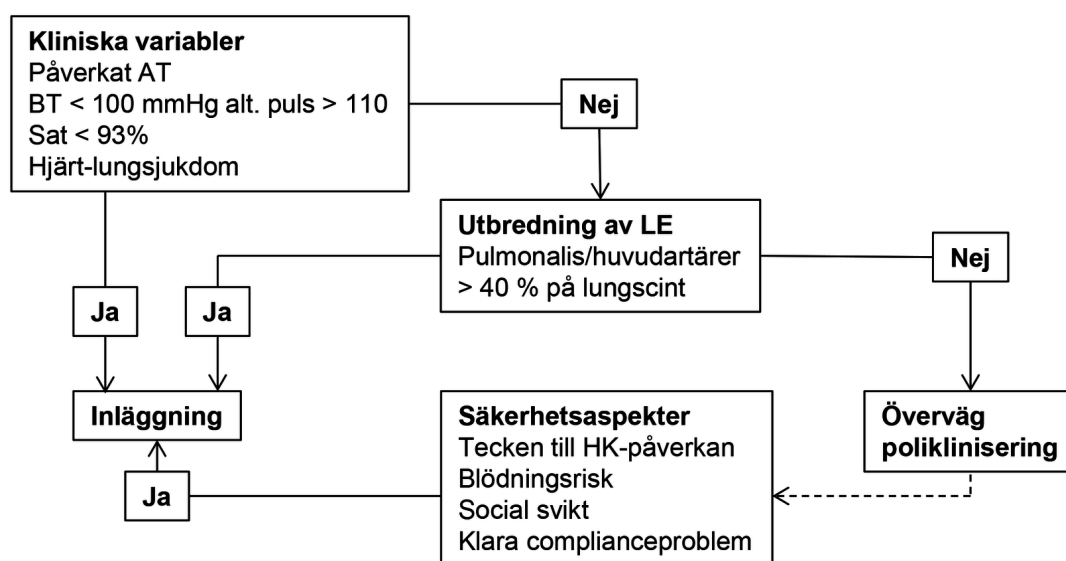 Kliniska variabler
Påverkat AT
BT < 100 mmHg alt. puls > 110
Sat < 93%
Hjärt-lungsjukdom
Nej
Utbredning av LE
Pulmonalis/huvudartärer
> 40 % på lungscint
Nej
Ja
Ja
Inläggning
Säkerhetsaspekter
Tecken till HK-påverkan
Blödningsrisk
Social svikt
Klara complianceproblem
Överväg
poliklinisering
Ja